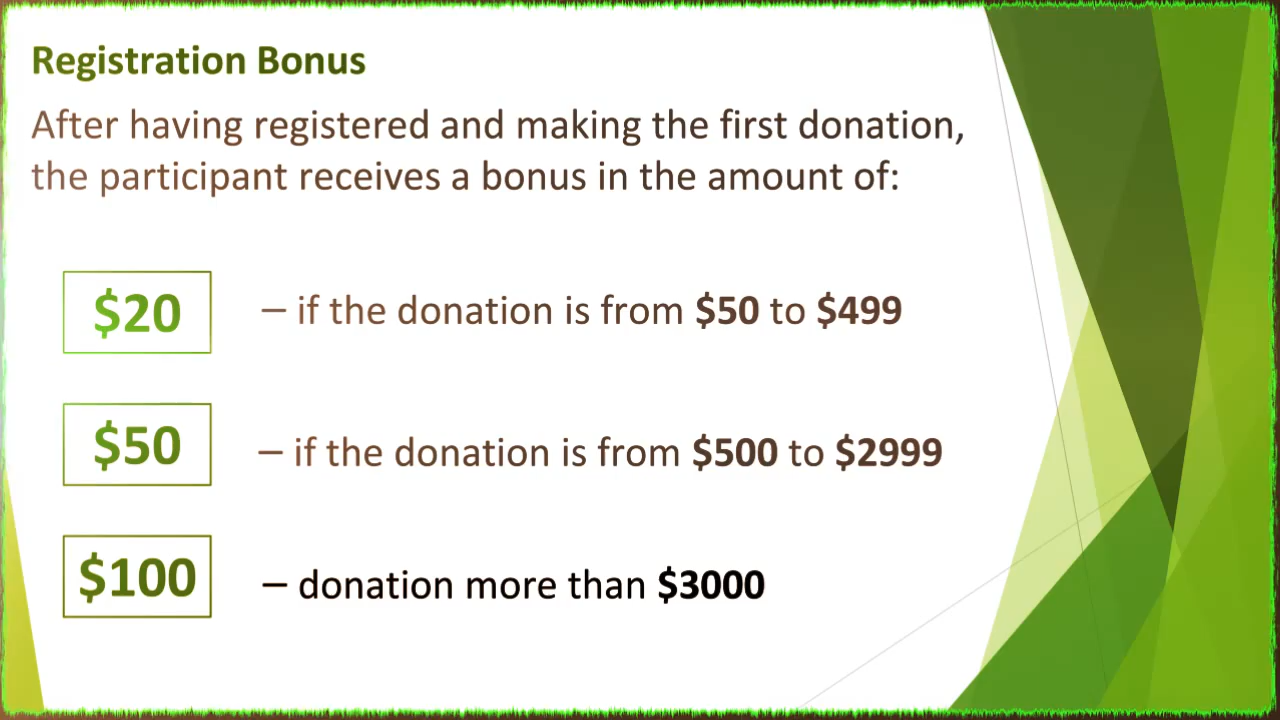 Registration Bonus
After having registered and making the first donation,
the participant receives a bonus in the amount of:
$20 – if the donation is from $50 to $499
$50 – if the donation is from $500 to $2999
$100 – donation more than $3000